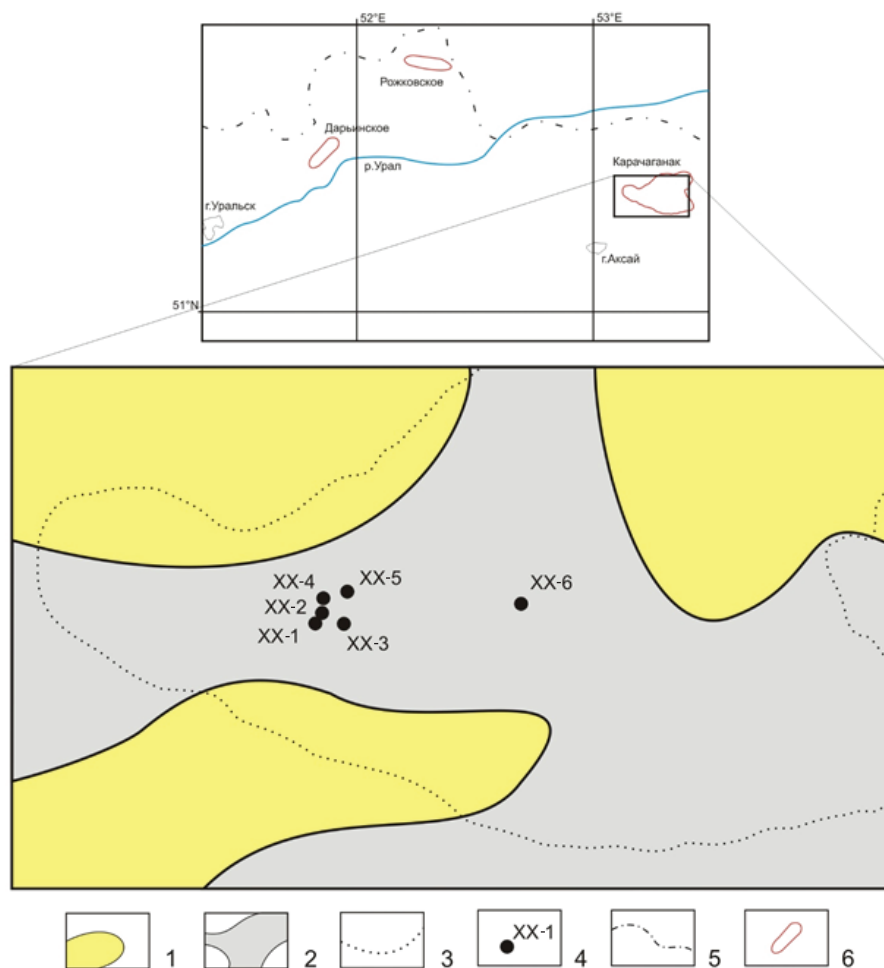 52°E
53°E
Рожковское
Дарьинское
р.Урал
Карачаганак
г.Уральск
г.Аксай
51°N
XX-4
XX-5
XX-6
XX-2
XX-1
XX-3
XX-1
1
2
3
4
5
6